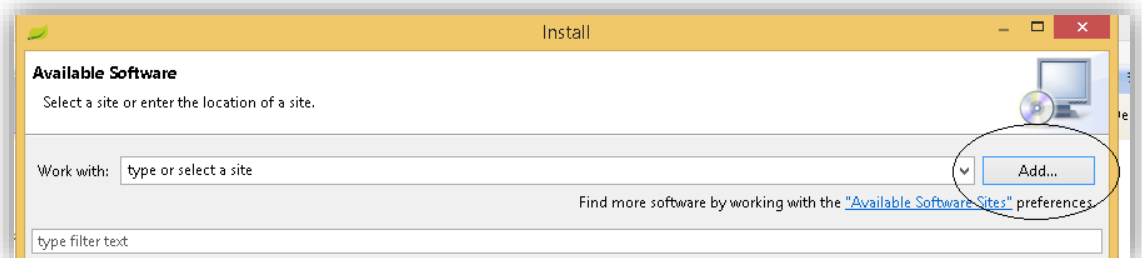 Install
Available Software
Select a site or enter the location of a site.
Work with: type or select a site Add...
Find more software by working with the "Available Software Sites" preferences.
type filter text